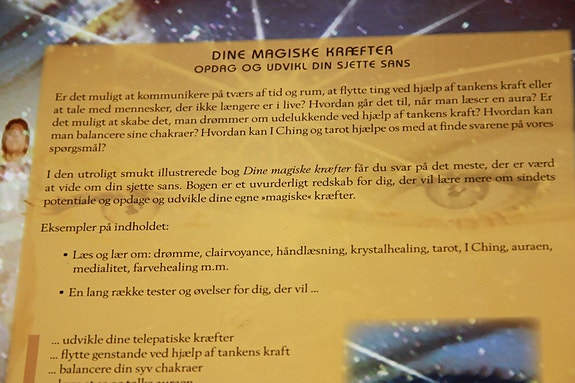 DINE MAGISKE KRÆFTER
OPDAG OG UDVIKL DIN SJETTE SANS
Er det muligt at kommunikere på tværs af tid og rum, at flytte ting ved hjælp af tankens kraft eller
at tale med mennesker, der ikke længere er i live? Hvordan går det til, når man læser en aura? Er
det muligt at skabe det, man drømmer om udelukkende ved hjælp af tankens kraft? Hvordan kan
man balancere sine chakraer? Hvordan kan I Ching og tarot hjælpe os med at finde svarene på vores
spørgsmål?
I den utroligt smukt illustrerede bog Dine magiske kræfter får du svar på det meste, der er værd
at vide om din sjette sans. Bogen er et uvurderligt redskab for dig, der vil lære mere om sindets
potentiale og opdage og udvikle dine egne »magiske« kræfter.
Eksempler på indholdet:
• Læs og lær om: drømme, clairvoyance, håndlæsning, krystalhealing, tarot, I Ching, auraen,
medialitet, farvehealing m.m.
• En lang række tester og øvelser for dig, der vil ...
... udvikle dine telepatiske kræfter
... flytte genstande ved hjælp af tankens kraft
... balancere din syv chakraer